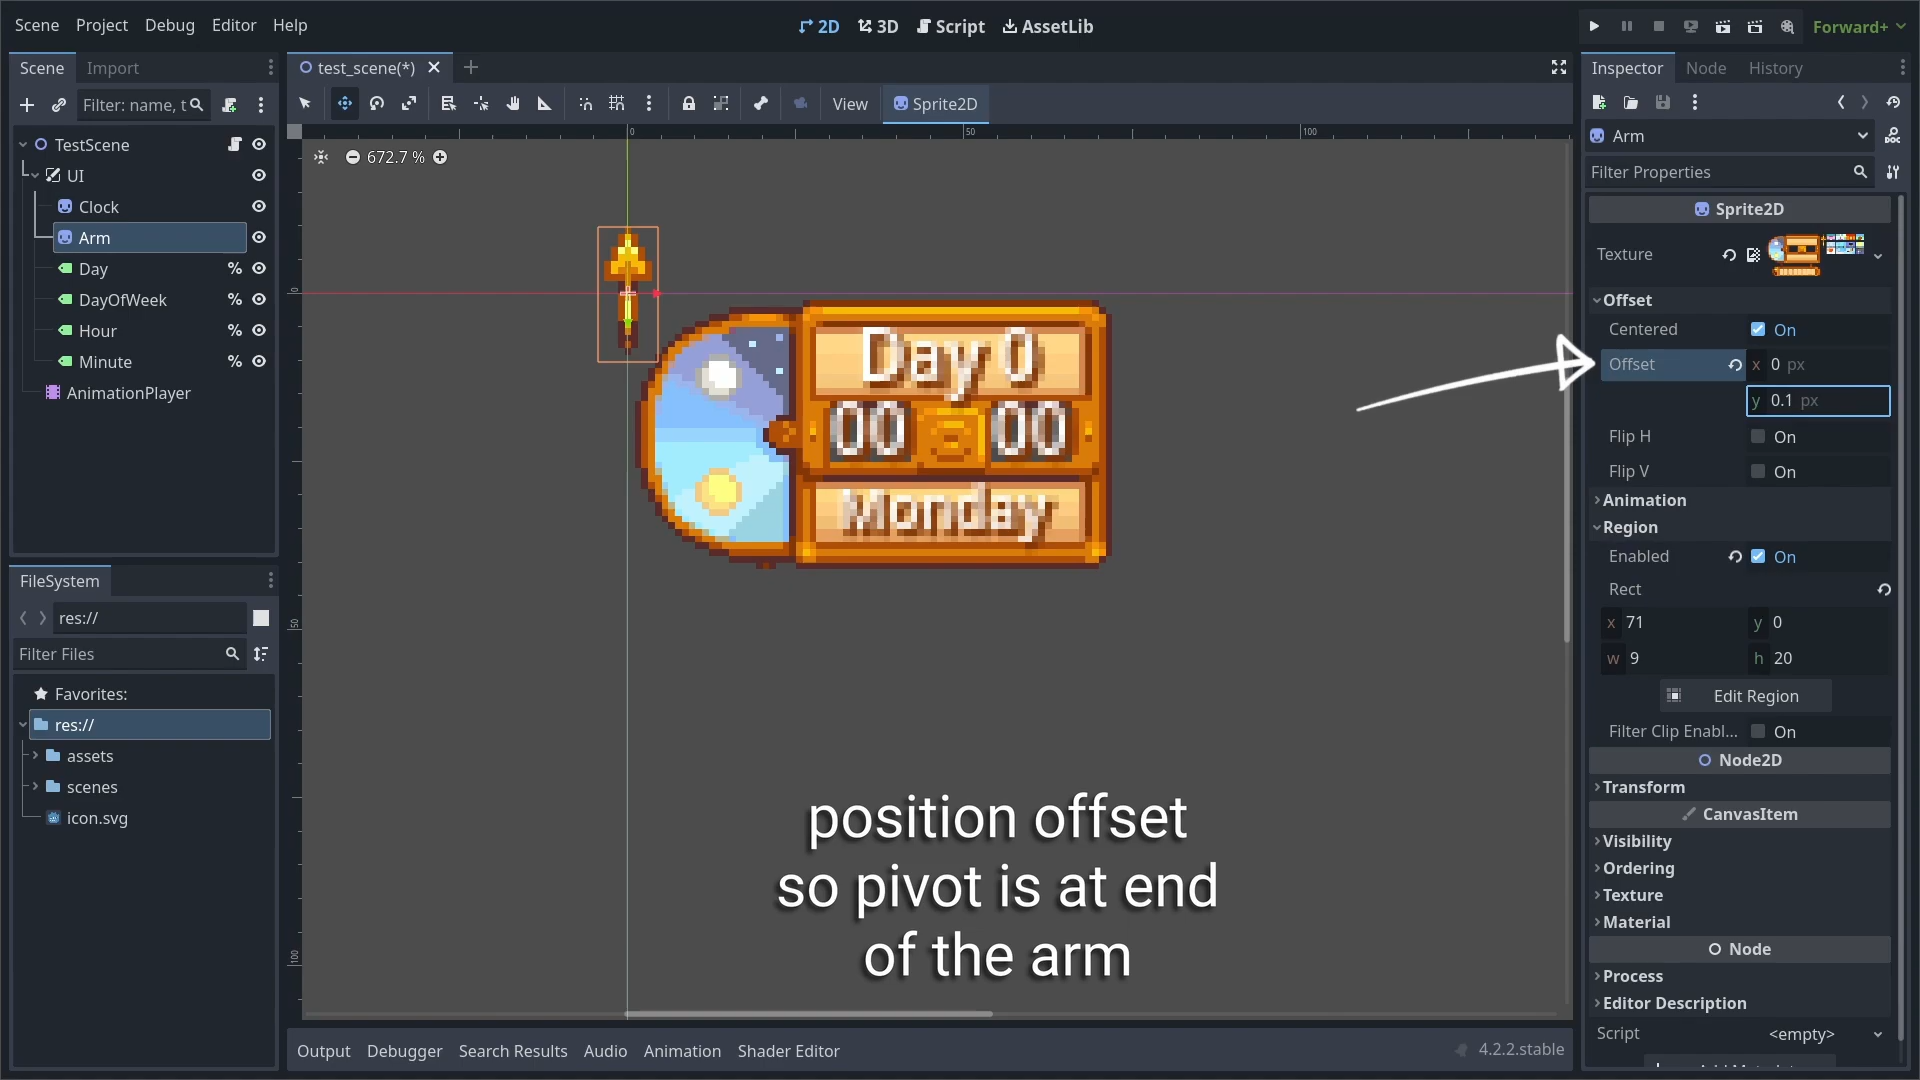 Scene Project Debug Editor Help
2D 3D Script AssetLib
Forward+
Scene Import
test_scene(*)
Inspector Node History
Filter: name, t
View Sprite2D
0 50 100
672.7 %
0
50
100
TestScene
UI
Clock
Arm
Day %
DayOfWeek %
Hour %
Minute %
AnimationPlayer
Day 0
00 00
Monday
position offset
so pivot is at end
of the arm
FileSystem
res://
Filter Files
Favorites:
res://
assets
scenes
icon.svg
Output Debugger Search Results Audio Animation Shader Editor
4.2.2.stable
Arm
Filter Properties
Sprite2D
Texture
Offset
Centered On
Offset x 0 px
y 0.1 px
Flip H On
Flip V On
Animation
Region
Enabled On
Rect
x 71 y 0
w 9 h 20
Edit Region
Filter Clip Enabl... On
Node2D
Transform
CanvasItem
Visibility
Ordering
Texture
Material
Node
Process
Editor Description
Script <empty>